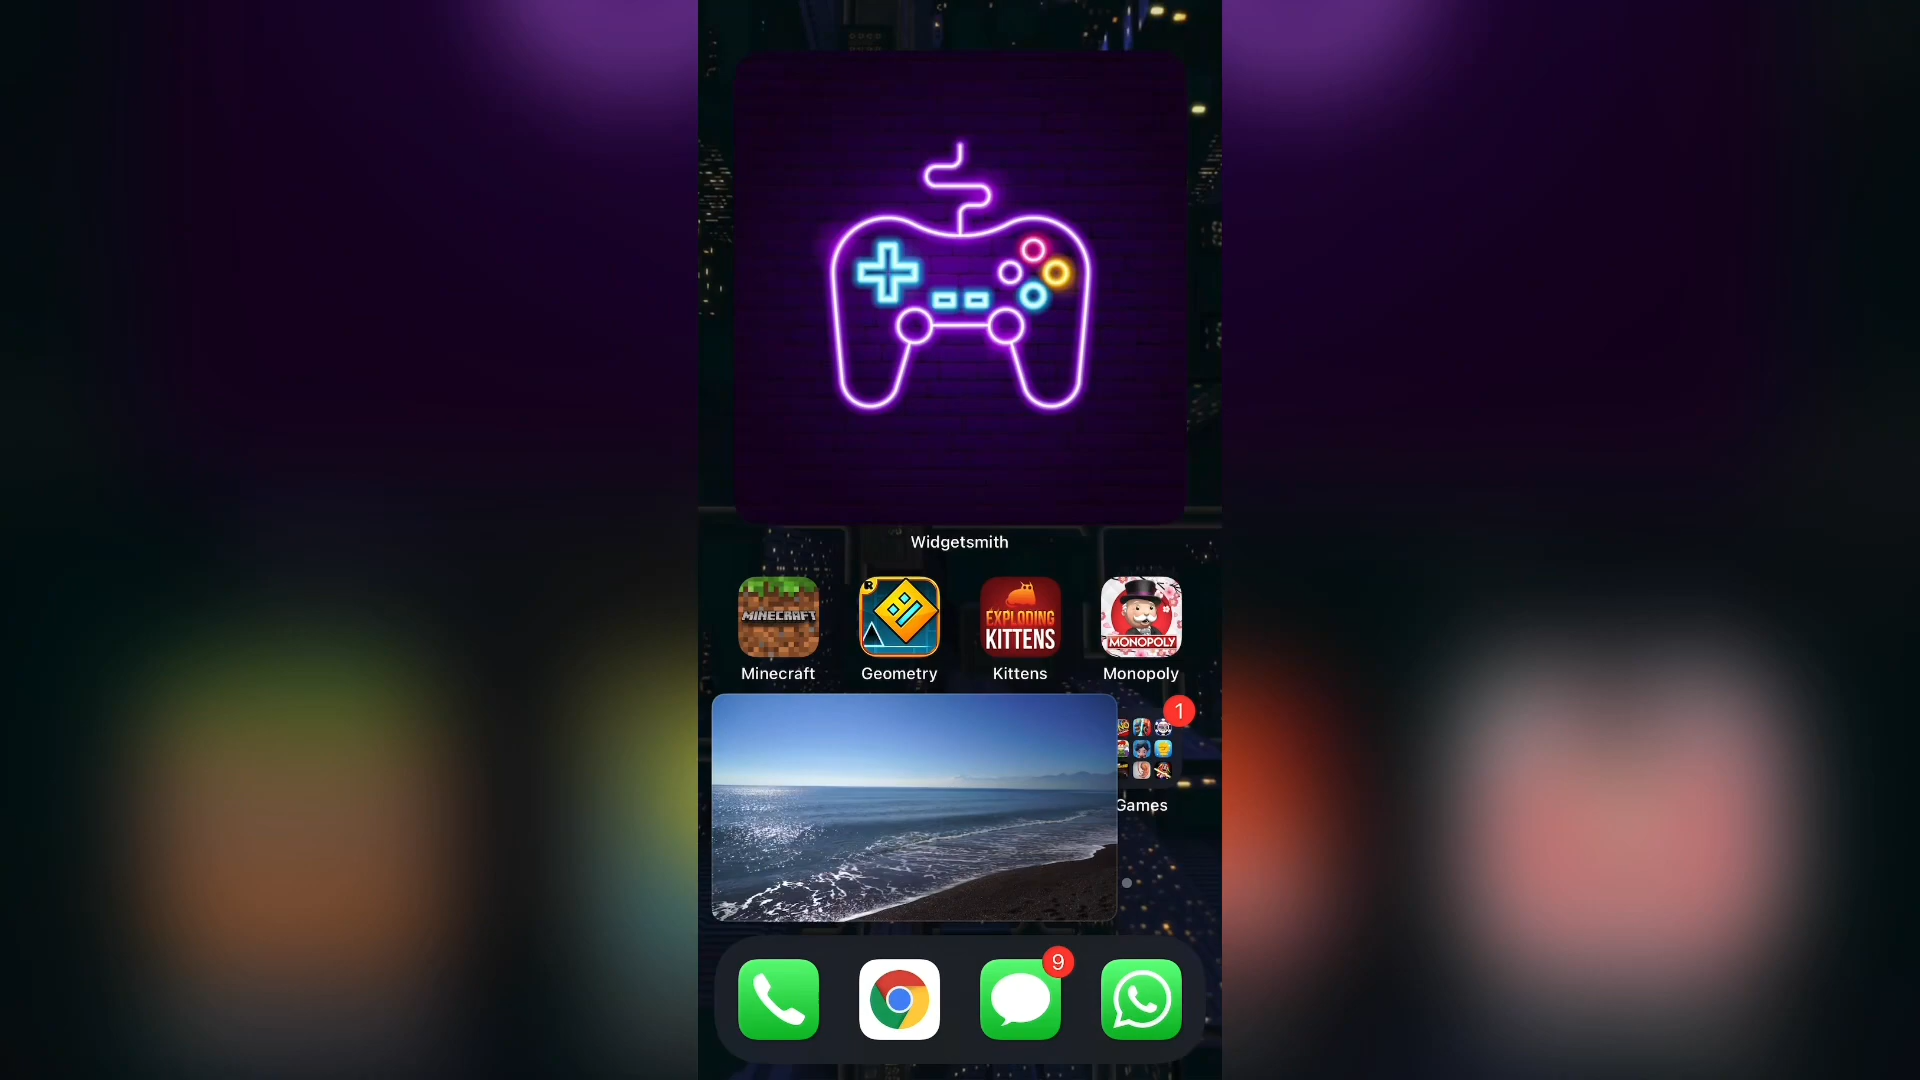 Widgetsmith
MINECRAFT
EXPLODING
KITTENS
MONOPOLY
Minecraft
Geometry
Kittens
Monopoly
1
Games
9